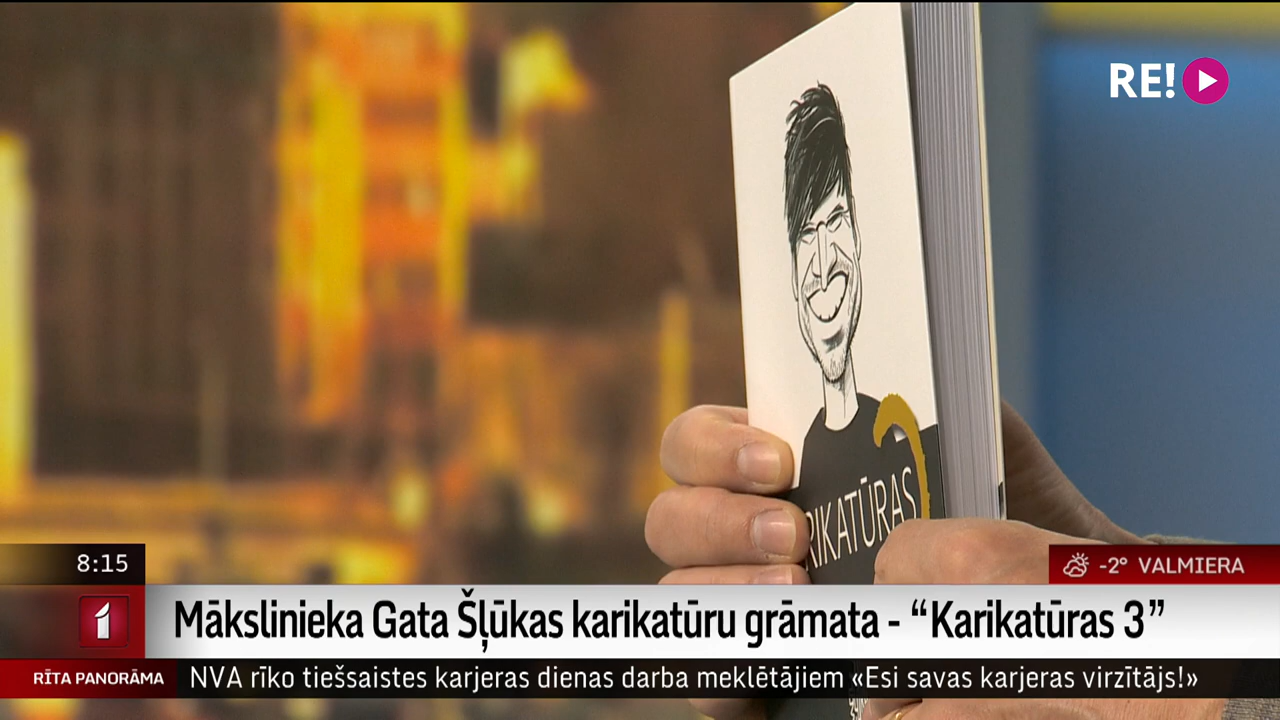 RE!
RIKATŪRAS
8:15
-2° VALMIERA
1
Mākslinieka Gata Šļūkas karikatūru grāmata - “Karikatūras 3”
RĪTA PANORĀMA
NVA rīko tiešsaistes karjeras dienas darba meklētājiem «Esi savas karjeras virzītājs!»